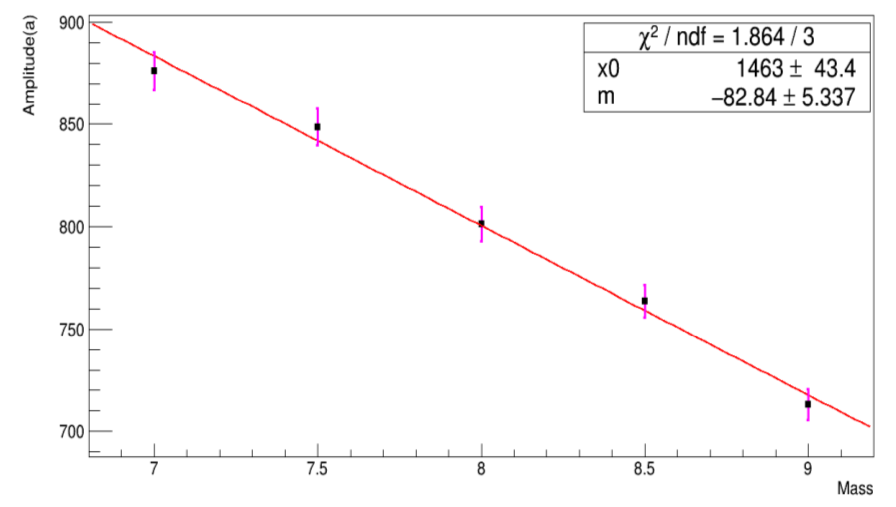 Amplitude(a)
900
850
800
750
700
χ² / ndf = 1.864 / 3
x0 1463 ± 43.4
m −82.84 ± 5.337
7 7.5 8 8.5 9
Mass